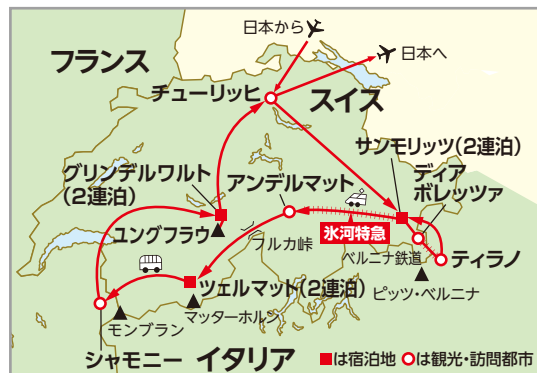 日本から
日本へ
フランス
チューリッヒ
スイス
サンモリッツ(2連泊)
グリンデルワルト
(2連泊)
アンデルマット
ディア
ボレッツァ
ユングフラウ
フルカ峠
氷河特急
ベルニナ鉄道
ティラノ
ツェルマット(2連泊)
ピッツ・ベルニナ
マッターホルン
モンブラン
シャモニー
イタリア
■は宿泊地 ○は観光・訪問都市